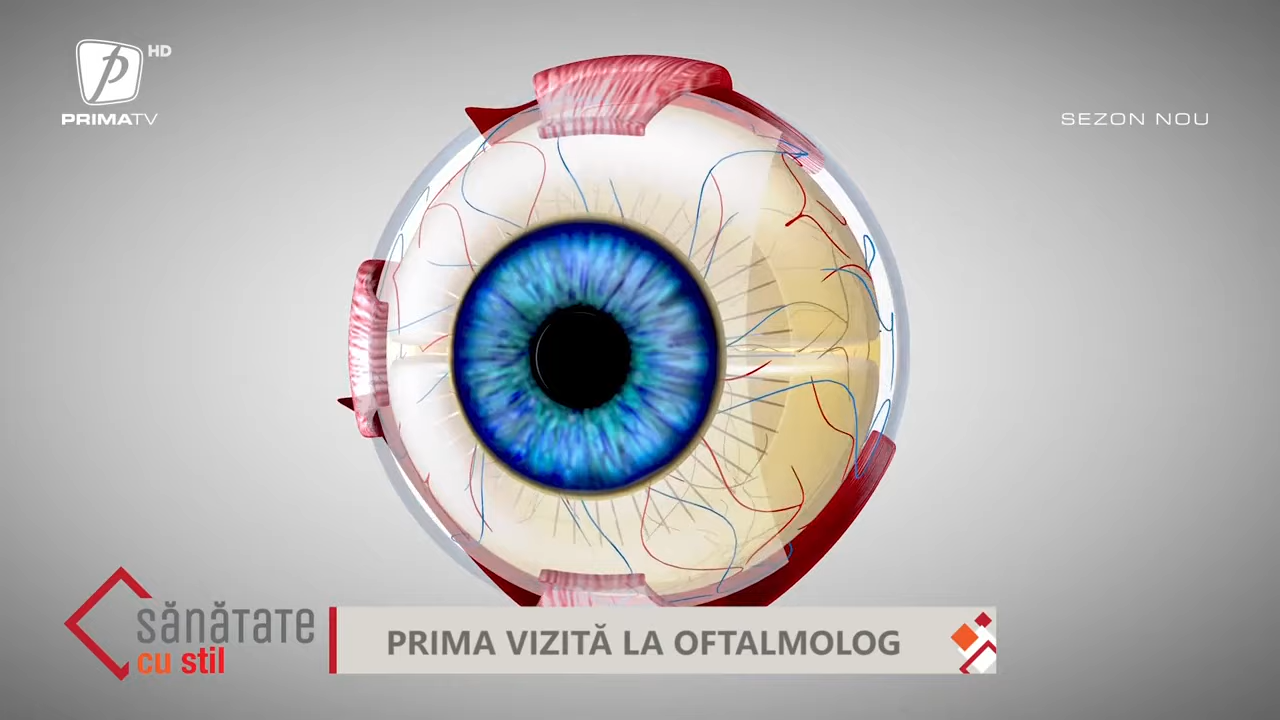 HD
PRIMATV
SEZON NOU
sănătate
cu stil
PRIMA VIZITĂ LA OFTALMOLOG